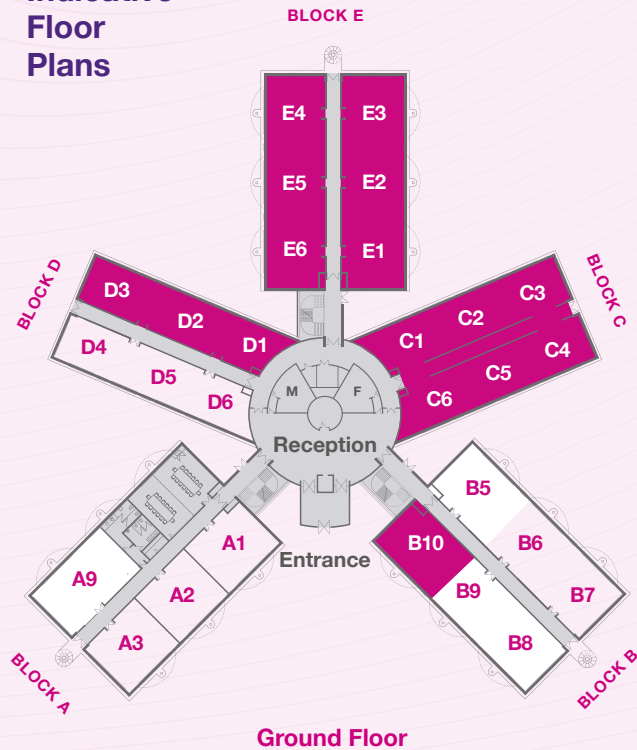 Floor
Plans
BLOCK E
E4
E3
E5
E2
E6
E1
BLOCK D
D3
D2
D1
D4
D5
D6
BLOCK C
C3
C2
C1
C4
C5
C6
M
F
Reception
Entrance
A1
A2
A3
A9
BLOCK A
B5
B6
B7
B10
B9
B8
BLOCK B
Ground Floor